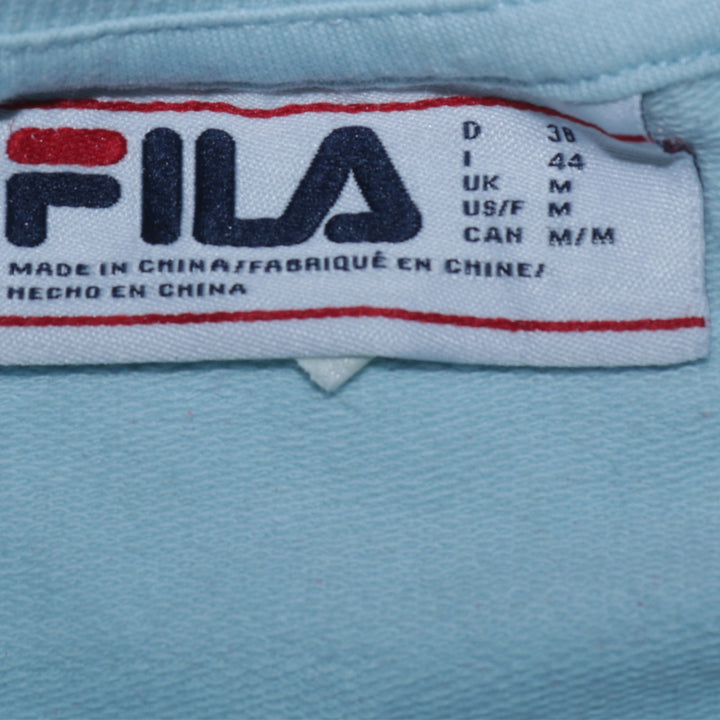 FILA
D 38
I 44
UK M
US/F M
CAN M/M
MADE IN CHINA/FABRIQUÉ EN CHINE/
HECHO EN CHINA